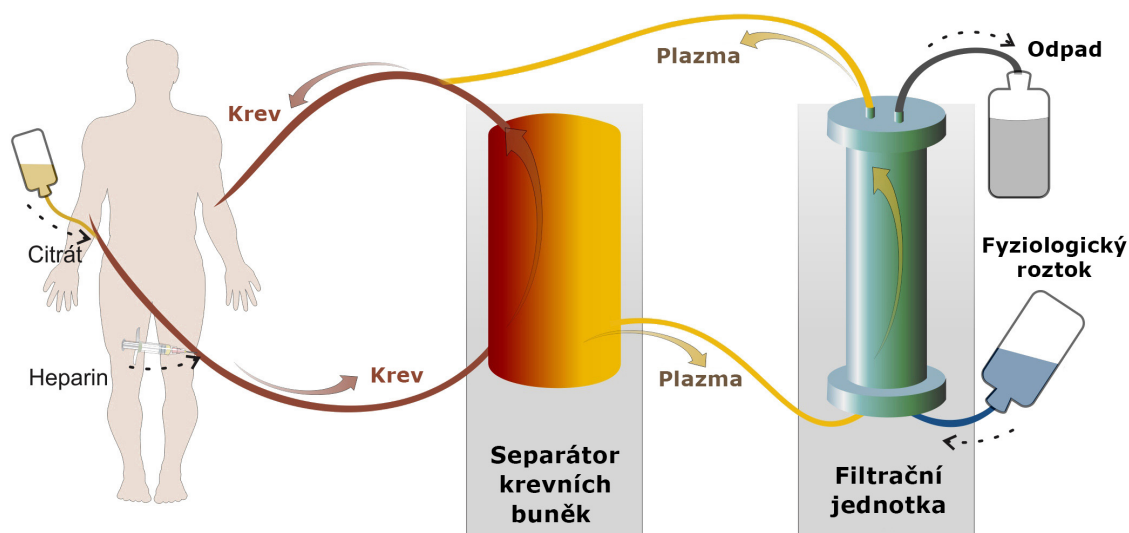 Plazma
Odpad
Krev
Citrát
Fyziologický
roztok
Heparin
Krev
Plazma
Separátor
krevních
buněk
Filtrační
jednotka